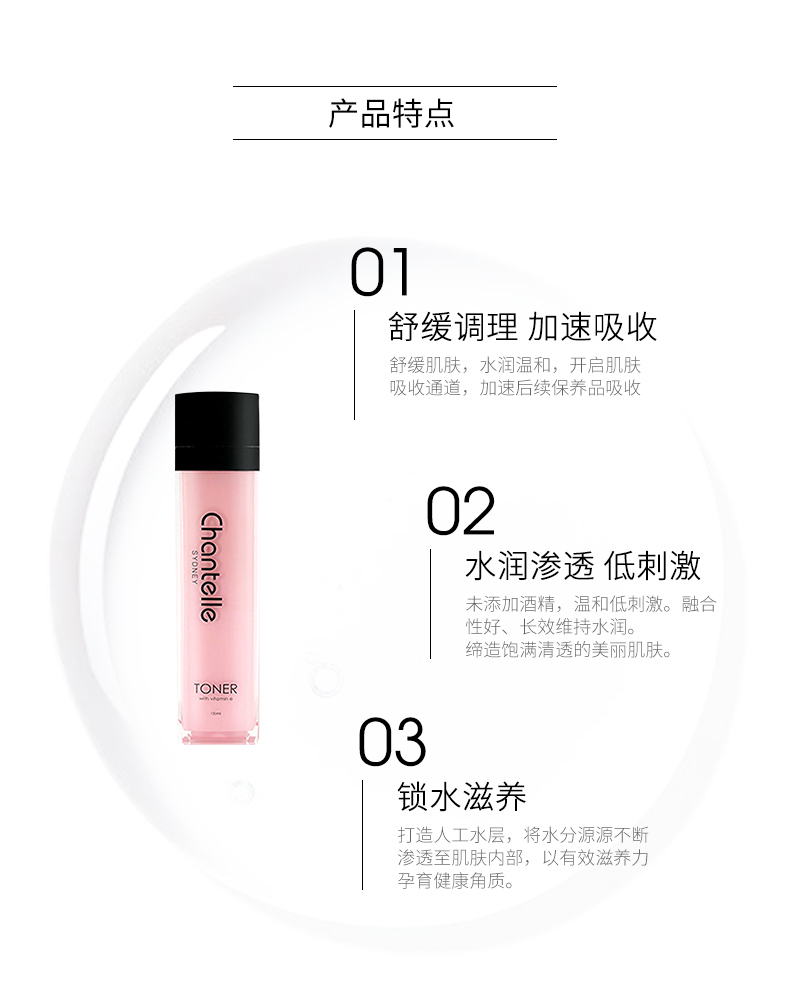 产品特点
01
舒缓调理 加速吸收
舒缓肌肤，水润温和，开启肌肤
吸收通道，加速后续保养品吸收
Chantelle
SYDNEY
TONER
with vitamin e
02
水润渗透 低刺激
未添加酒精，温和低刺激。融合
性好、长效维持水润。
缔造饱满清透的美丽肌肤。
03
锁水滋养
打造人工水层，将水分源源不断
渗透至肌肤内部，以有效滋养力
孕育健康角质。